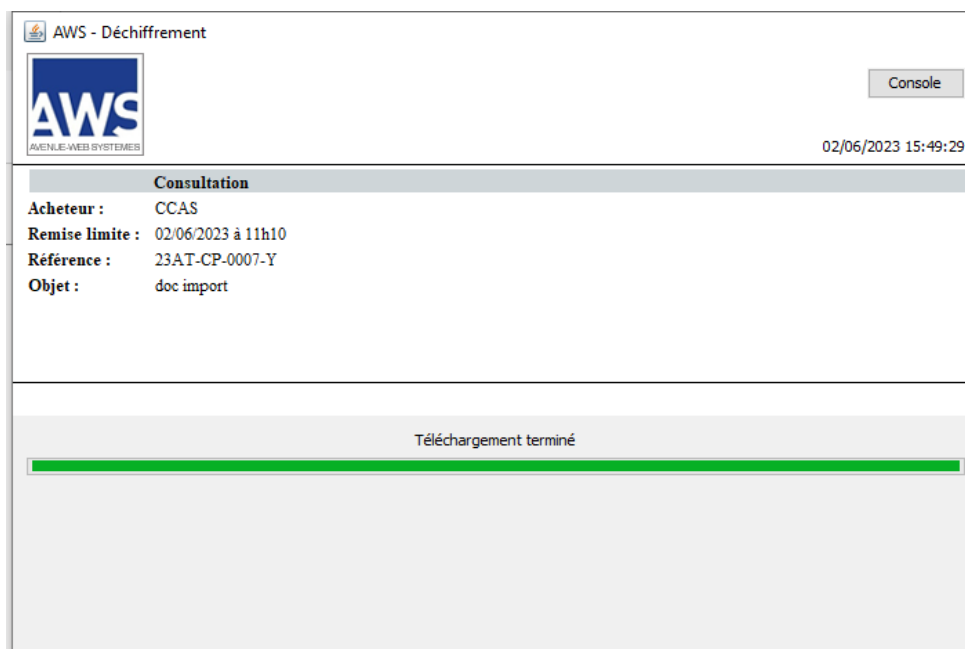 AWS - Déchiffrement
AWS
AVENUE-WEB SYSTEMES
Console
02/06/2023 15:49:29
Consultation
Acheteur : CCAS
Remise limite : 02/06/2023 à 11h10
Référence : 23AT-CP-0007-Y
Objet : doc import
Téléchargement terminé